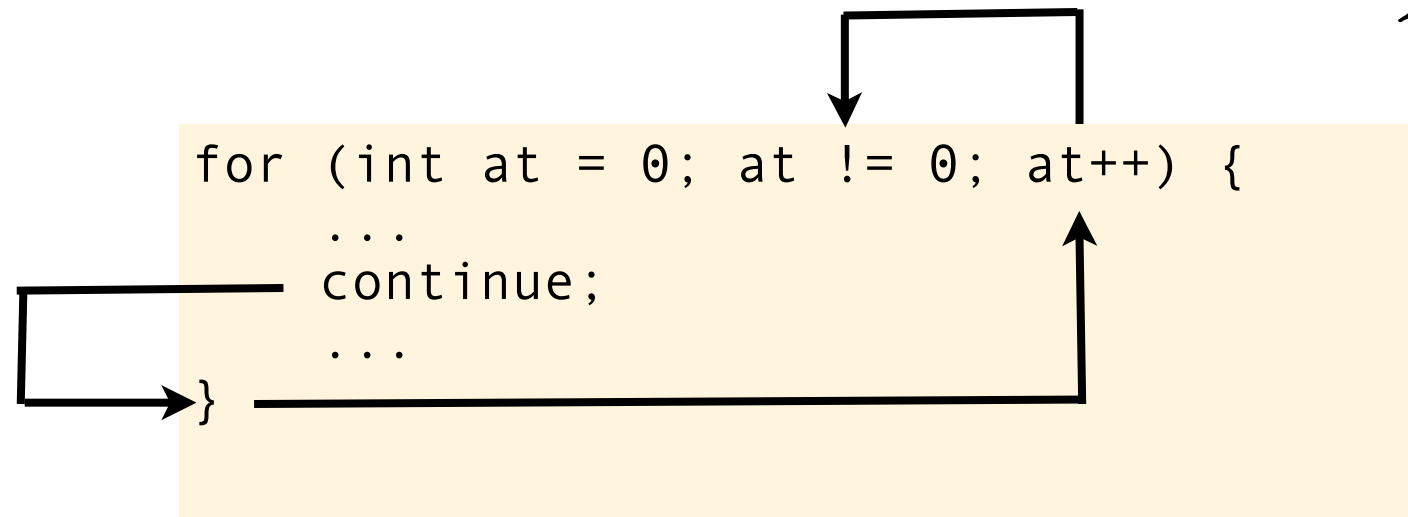 for (int at = 0; at != 0; at++) {
...
continue;
...
}